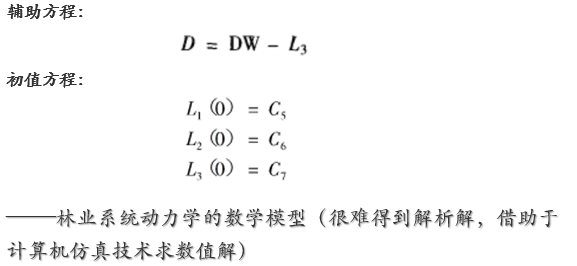 辅助方程：
D = DW − L₃
初值方程：
L₁（0） = C₅
L₂（0） = C₆
L₃（0） = C₇
——林业系统动力学的数学模型（很难得到解析解，借助于
计算机仿真技术求数值解）